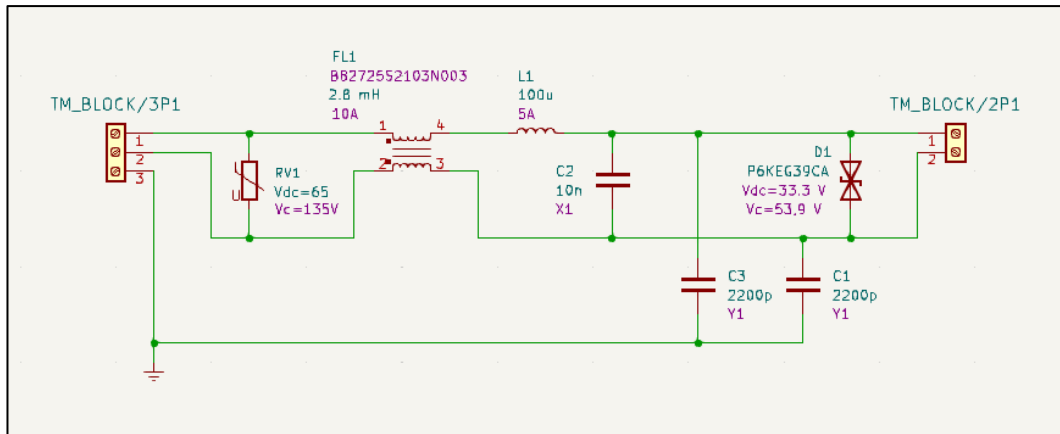 FL1
BB272552103N003
2.8 mH
10A
L1
100u
5A
TM_BLOCK/3P1
TM_BLOCK/2P1
1
4
1
2
3
2
3
1
2
RV1
Vdc=65
Vc=135V
U
C2
10n
X1
D1
P6KEG39CA
Vdc=33.3 V
Vc=53.9 V
C3
2200p
Y1
C1
2200p
Y1